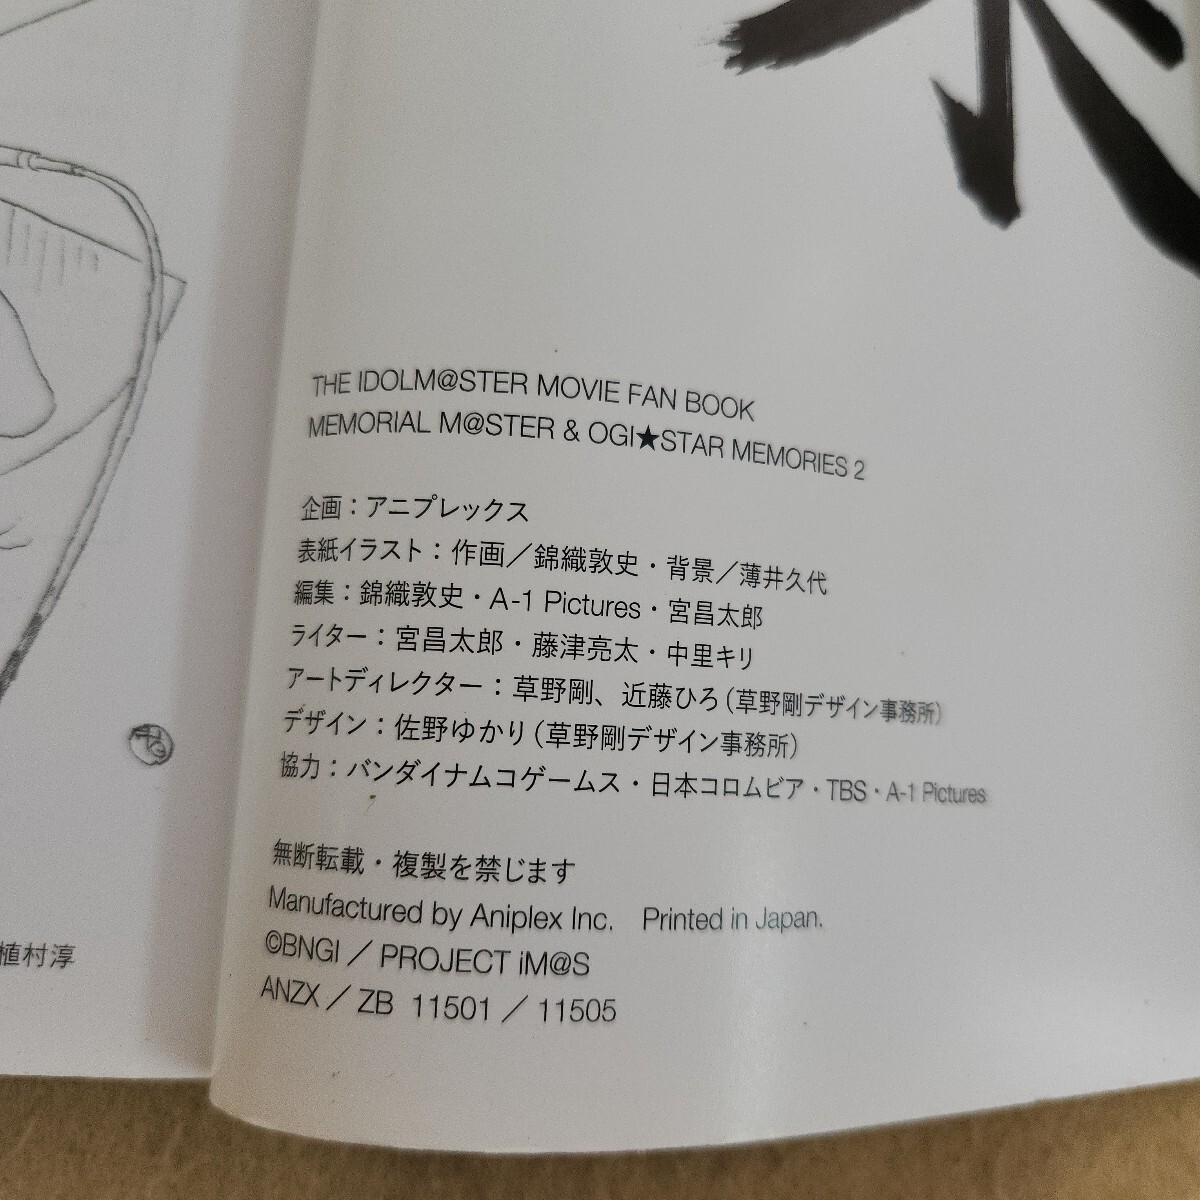 THE IDOLM@STER MOVIE FAN BOOK
MEMORIAL M@STER & OGI★STAR MEMORIES 2
企画：アニプレックス
表紙イラスト：作画／錦織敦史・背景／薄井久代
編集：錦織敦史・A-1 Pictures・宮昌太郎
ライター：宮昌太郎・藤津亮太・中里キリ
アートディレクター：草野剛、近藤ひろ（草野剛デザイン事務所）
デザイン：佐野ゆかり（草野剛デザイン事務所）
協力：バンダイナムコゲームス・日本コロムビア・TBS・A-1 Pictures
無断転載・複製を禁じます
Manufactured by Aniplex Inc. Printed in Japan.
©BNGI／PROJECT iM@S
ANZX／ZB 11501／11505
植村淳